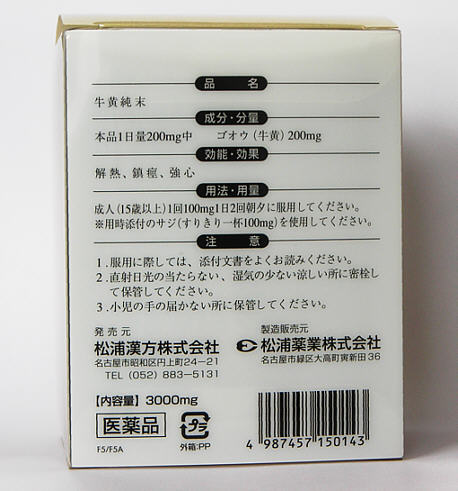 品 名
牛黄純末
成分・分量
本品1日量200mg中 ゴオウ(牛黄)200mg
効能・効果
解熱、鎮痙、強心
用法・用量
成人(15歳以上)1回100mg1日2回朝夕に服用してください。
※用時添付のサジ(すりきり一杯100mg)を使用してください。
注 意
1.服用に際しては、添付文書をよくお読みください。
2.直射日光の当たらない、湿気の少ない涼しい所に密栓
して保管してください。
3.小児の手の届かない所に保管してください。
発売元
松浦漢方株式会社
名古屋市昭和区円上町24-21
TEL (052) 883-5131
製造販売元
松浦薬業株式会社
名古屋市緑区大高町寅新田36
【内容量】3000mg
医薬品
プラ
外箱:PP
F5/F5A
4 987457 150143